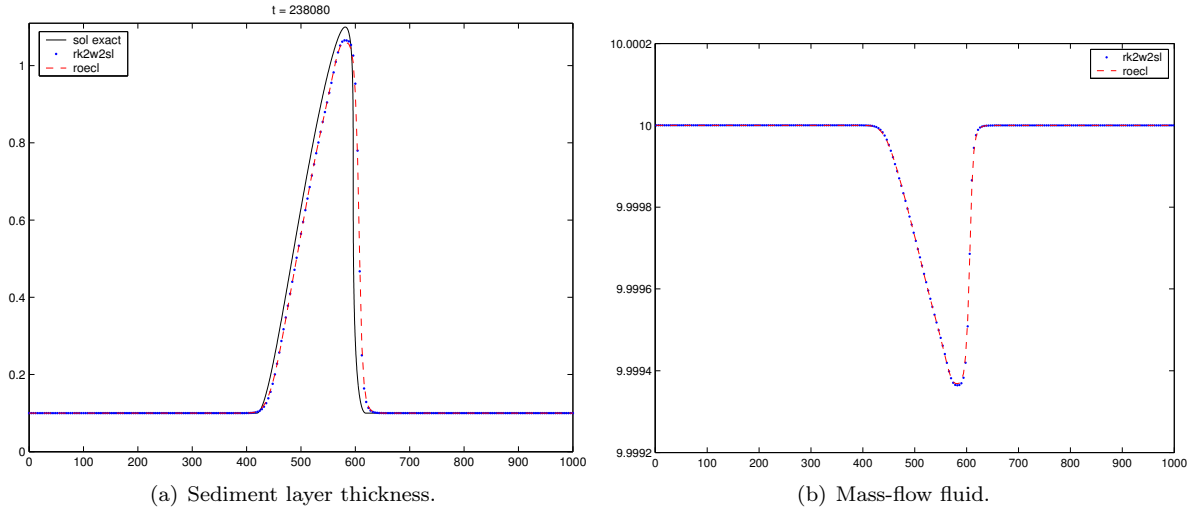 t = 238080
sol exact
rk2w2sl
roecl
1
0.8
0.6
0.4
0.2
0
0 100 200 300 400 500 600 700 800 900 1000
(a) Sediment layer thickness.
10.0002
rk2w2sl
roecl
10
9.9998
9.9996
9.9994
9.9992
0 100 200 300 400 500 600 700 800 900 1000
(b) Mass-flow fluid.